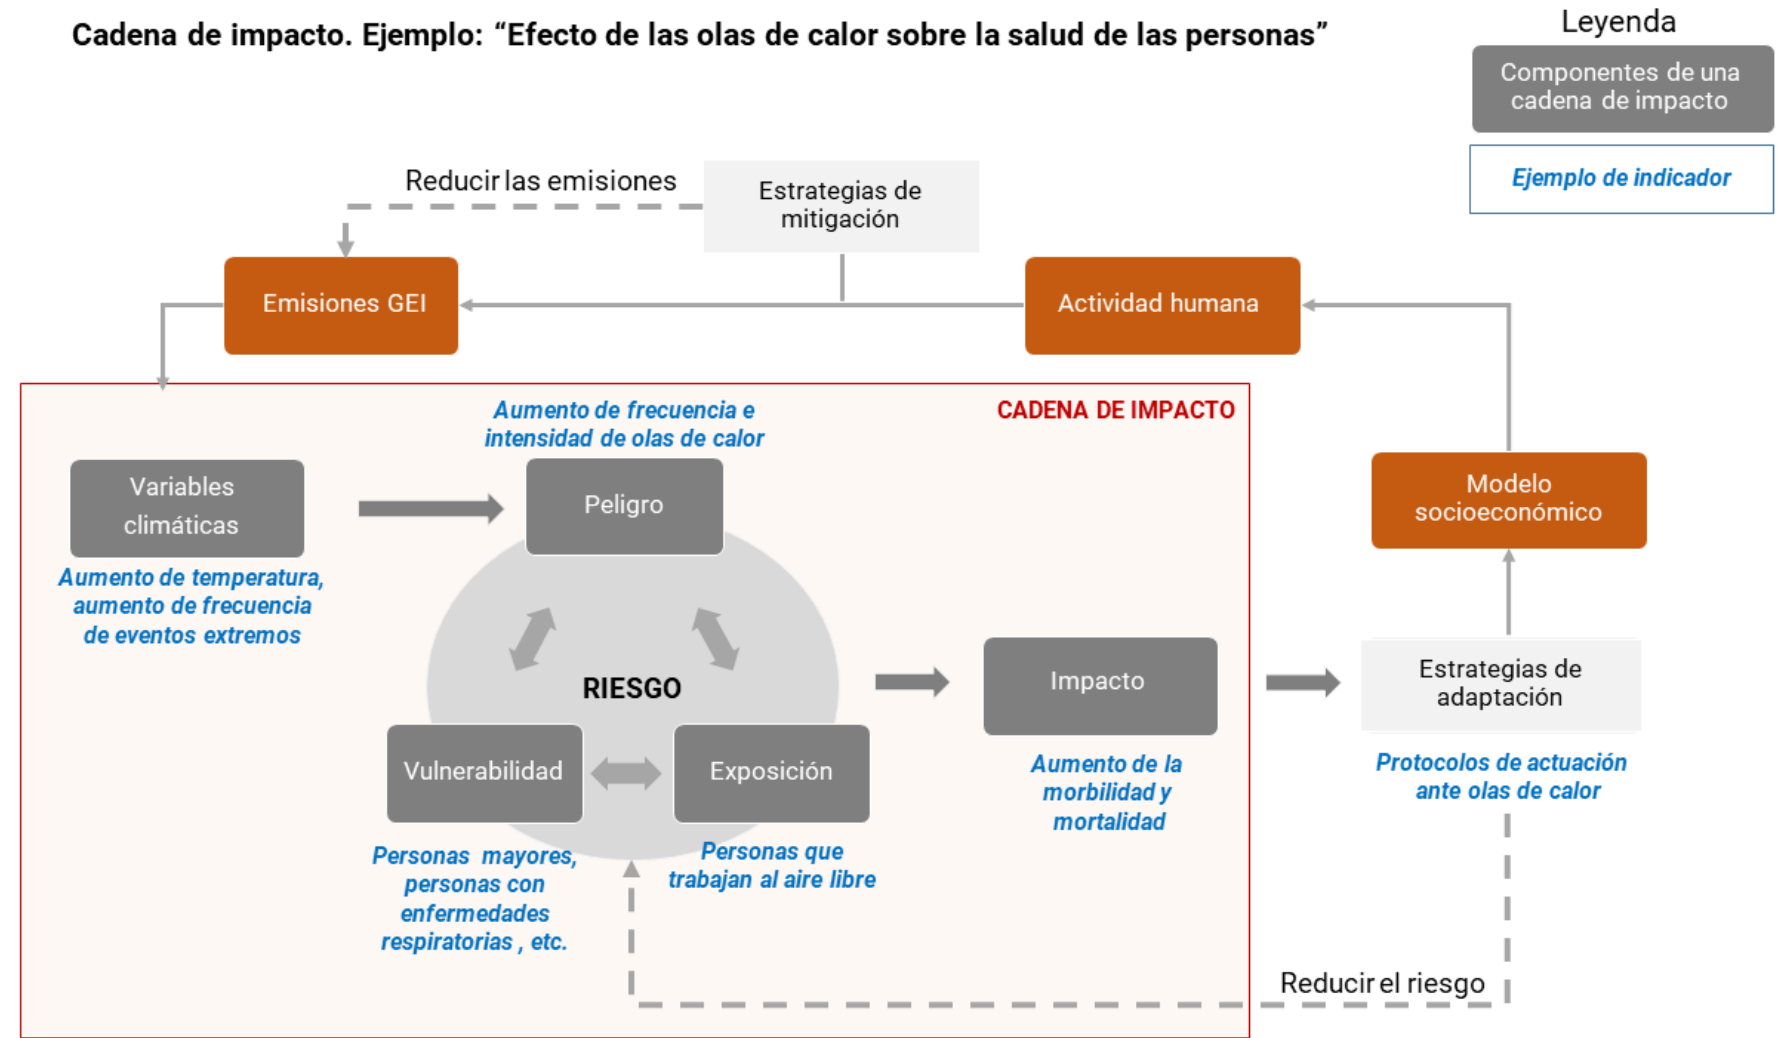 Cadena de impacto. Ejemplo: “Efecto de las olas de calor sobre la salud de las personas”
Leyenda
Componentes de una
cadena de impacto
Ejemplo de indicador
Reducir las emisiones
Estrategias de
mitigación
Emisiones GEI
Actividad humana
CADENA DE IMPACTO
Aumento de frecuencia e
intensidad de olas de calor
Variables
climáticas
Peligro
Modelo
socioeconómico
Aumento de temperatura,
aumento de frecuencia
de eventos extremos
RIESGO
Impacto
Estrategias de
adaptación
Vulnerabilidad
Exposición
Aumento de la
morbilidad y
mortalidad
Protocolos de actuación
ante olas de calor
Personas mayores,
personas con
enfermedades
respiratorias , etc.
Personas que
trabajan al aire libre
Reducir el riesgo